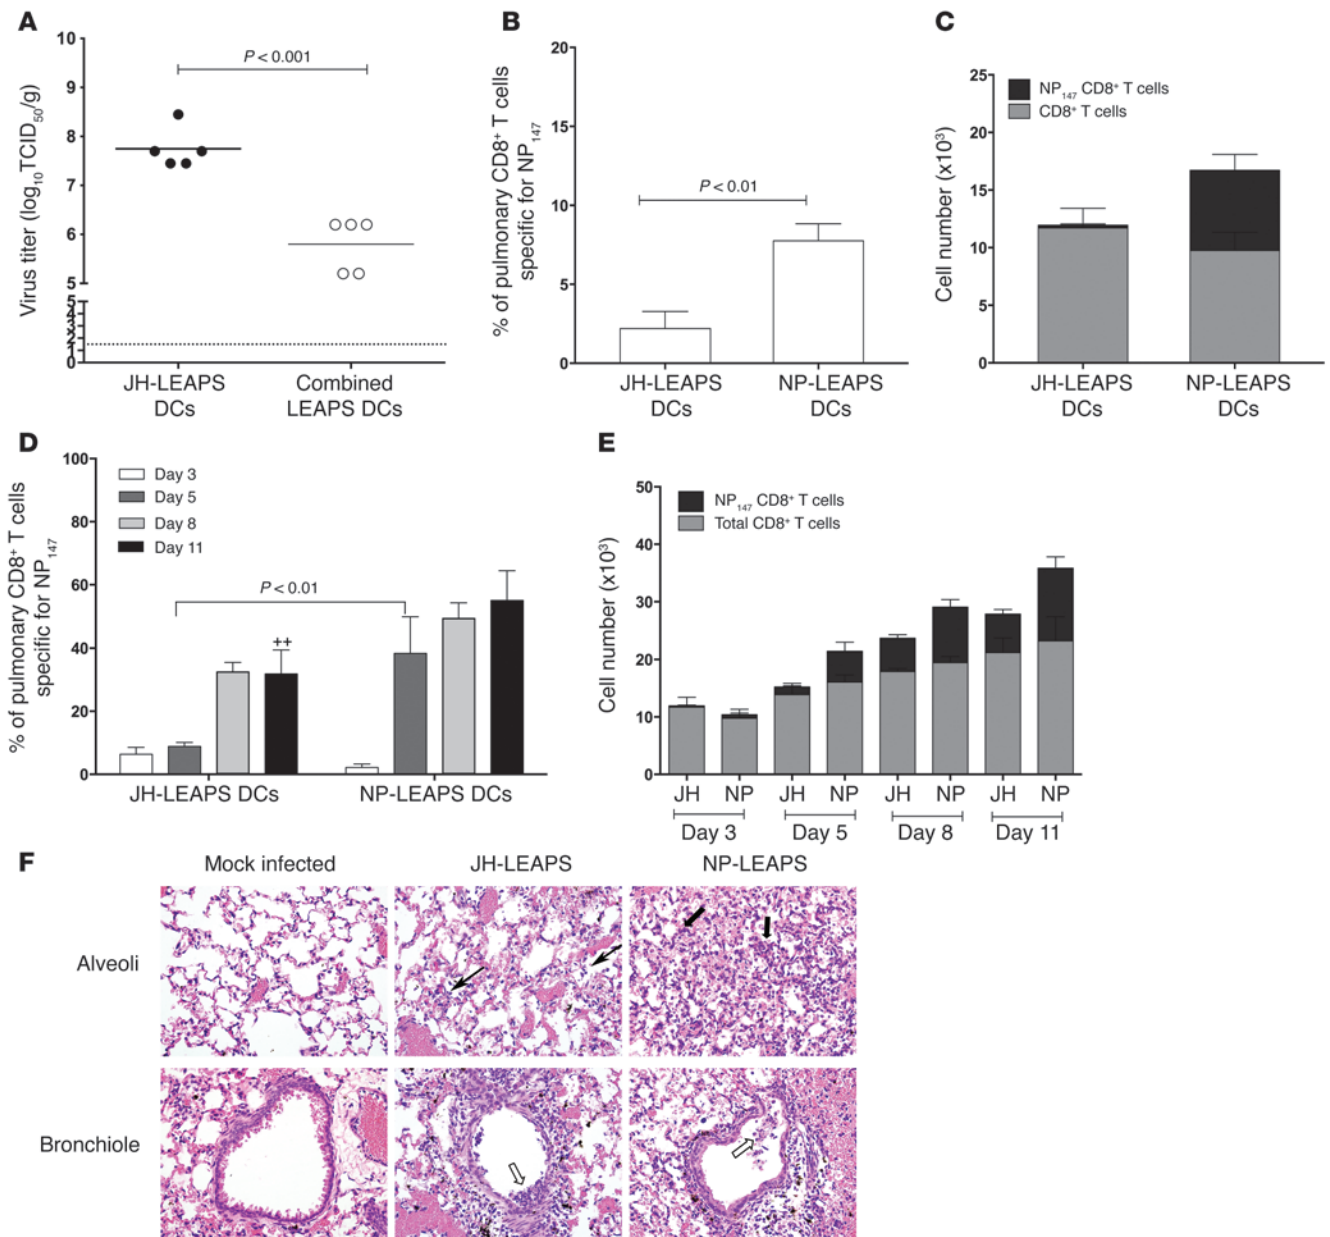 A
10
9
8
7
6
5
5
4
3
2
1
0
Virus titer (log₁₀TCID₅₀/g)
P < 0.001
JH-LEAPS DCs
Combined LEAPS DCs
B
20
15
10
5
0
% of pulmonary CD8⁺ T cells
specific for NP₁₄₇
P < 0.01
JH-LEAPS DCs
NP-LEAPS DCs
C
25
20
15
10
5
0
Cell number (x10³)
NP₁₄₇ CD8⁺ T cells
CD8⁺ T cells
JH-LEAPS DCs
NP-LEAPS DCs
D
100
80
60
40
20
0
% of pulmonary CD8⁺ T cells
specific for NP₁₄₇
Day 3
Day 5
Day 8
Day 11
P < 0.01
++
JH-LEAPS DCs
NP-LEAPS DCs
E
50
40
30
20
10
0
Cell number (x10³)
NP₁₄₇ CD8⁺ T cells
Total CD8⁺ T cells
JH NP JH NP JH NP JH NP
Day 3 Day 5 Day 8 Day 11
F
Mock infected JH-LEAPS NP-LEAPS
Alveoli
Bronchiole